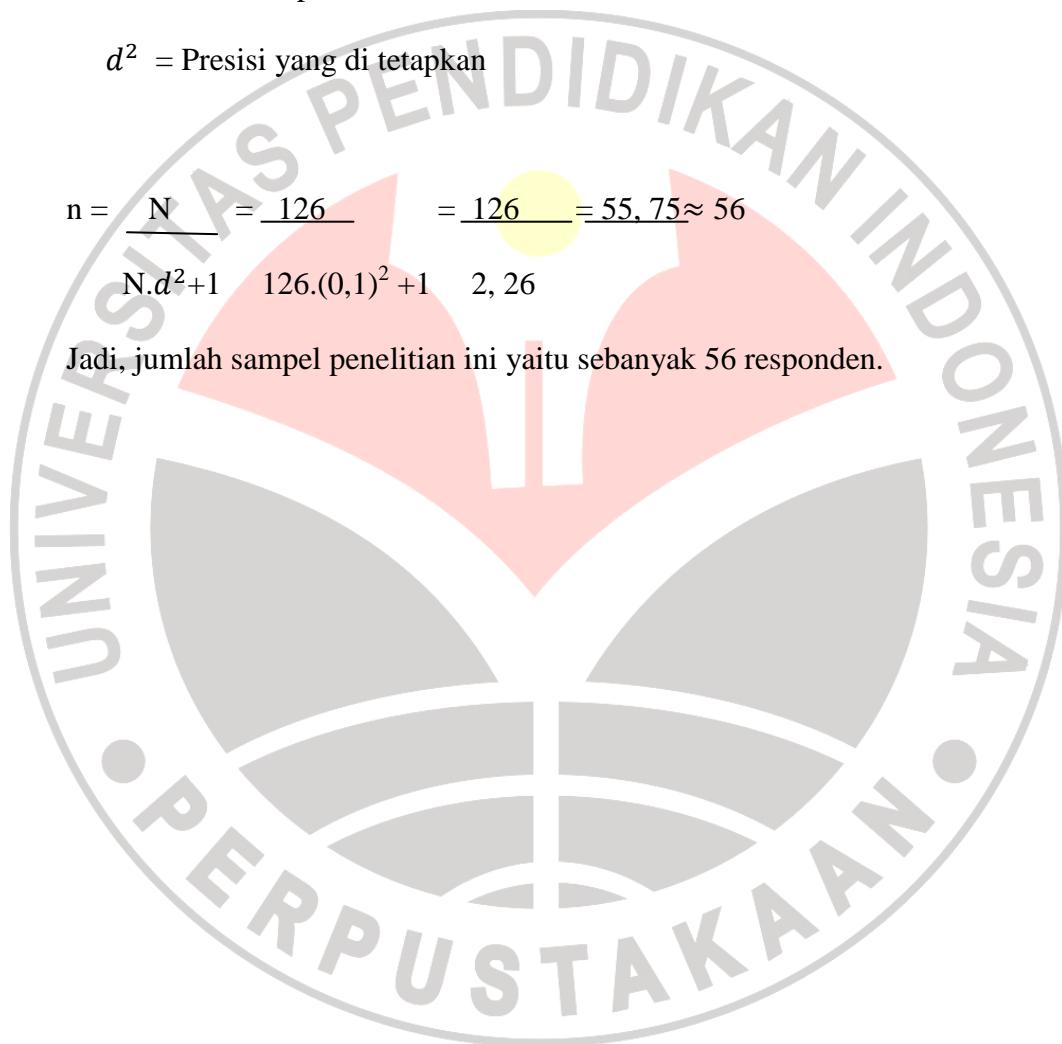 d² = Presisi yang di tetapkan
n = N = 126 = 126 = 55, 75≈ 56
N.d²+1 126.(0,1)² +1 2, 26
Jadi, jumlah sampel penelitian ini yaitu sebanyak 56 responden.
UNIVERSITAS PENDIDIKAN INDONESIA
PERPUSTAKAAN